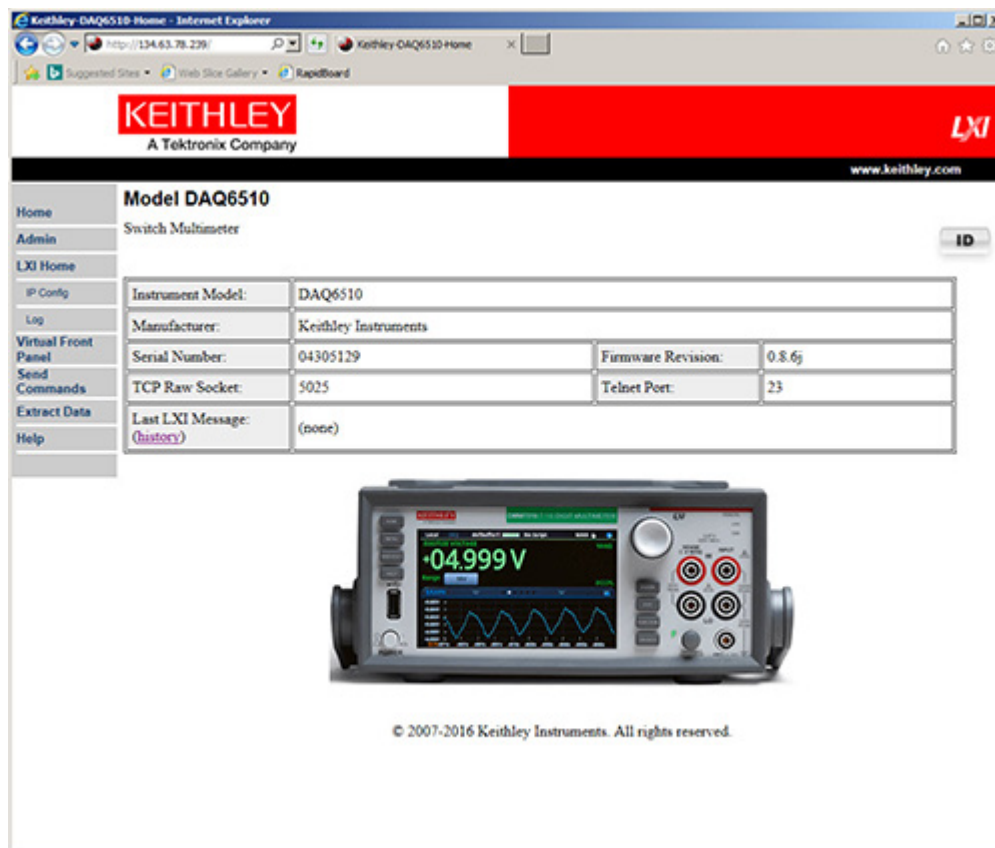 Keithley-DAQ6510-Home - Internet Explorer
http://134.63.78.239/
Keithley-DAQ6510-Home
Suggested Sites
Web Slice Gallery
RapidBoard
KEITHLEY
A Tektronix Company
LXI
www.keithley.com
Home
Admin
LXI Home
IP Config
Log
Virtual Front
Panel
Send
Commands
Extract Data
Help
Model DAQ6510
Switch Multimeter
ID
Instrument Model: DAQ6510
Manufacturer: Keithley Instruments
Serial Number: 04305129 Firmware Revision: 0.8.6j
TCP Raw Socket: 5025 Telnet Port: 23
Last LXI Message:
(history) (none)
KEITHLEY
+04.999 V
Range
INPUT
© 2007-2016 Keithley Instruments. All rights reserved.